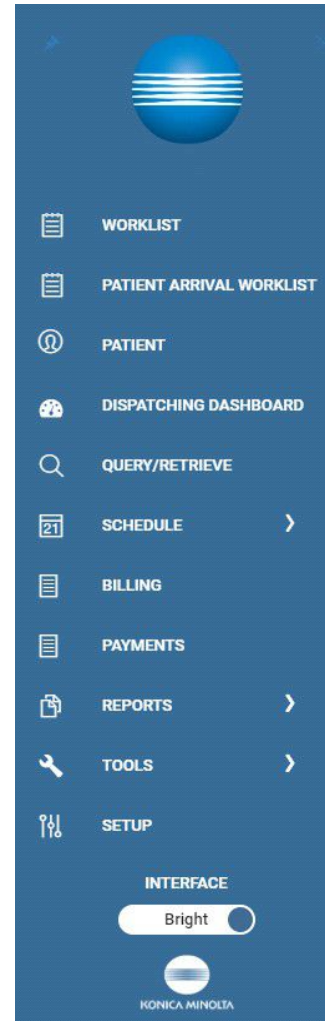 WORKLIST
PATIENT ARRIVAL WORKLIST
PATIENT
DISPATCHING DASHBOARD
QUERY/RETRIEVE
21 SCHEDULE
BILLING
PAYMENTS
REPORTS
TOOLS
SETUP
INTERFACE
Bright
KONICA MINOLTA